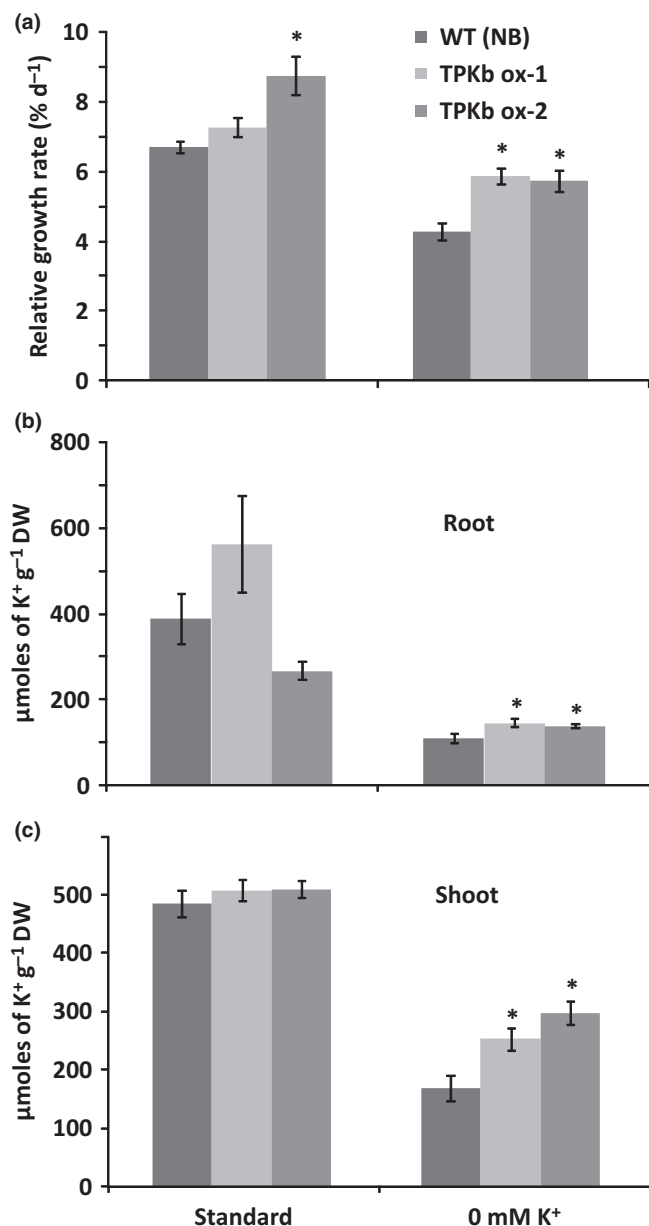 (a)
10
8
6
4
2
0
Relative growth rate (% d⁻¹)
*
* *
WT (NB)
TPKb ox-1
TPKb ox-2
(b)
800
600
400
200
0
µmoles of K⁺ g⁻¹ DW
Root
* *
(c)
500
400
300
200
100
0
µmoles of K⁺ g⁻¹ DW
Shoot
*
*
Standard 0 mM K⁺